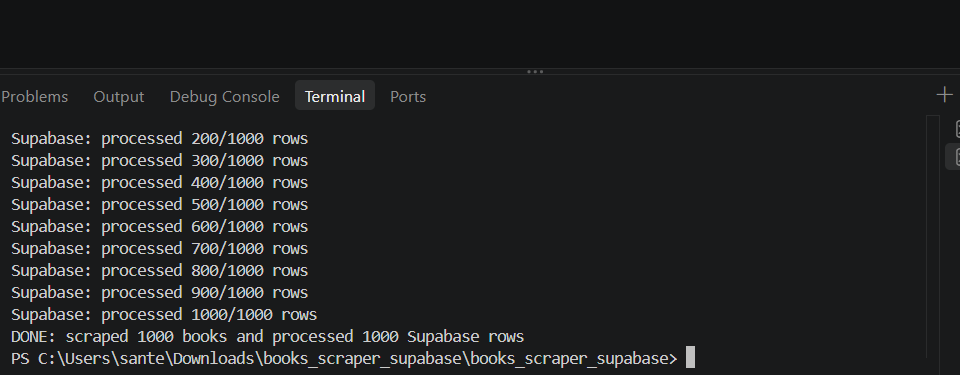 Problems Output Debug Console Terminal Ports
Supabase: processed 200/1000 rows
Supabase: processed 300/1000 rows
Supabase: processed 400/1000 rows
Supabase: processed 500/1000 rows
Supabase: processed 600/1000 rows
Supabase: processed 700/1000 rows
Supabase: processed 800/1000 rows
Supabase: processed 900/1000 rows
Supabase: processed 1000/1000 rows
DONE: scraped 1000 books and processed 1000 Supabase rows
PS C:\Users\sante\Downloads\books_scraper_supabase\books_scraper_supabase>